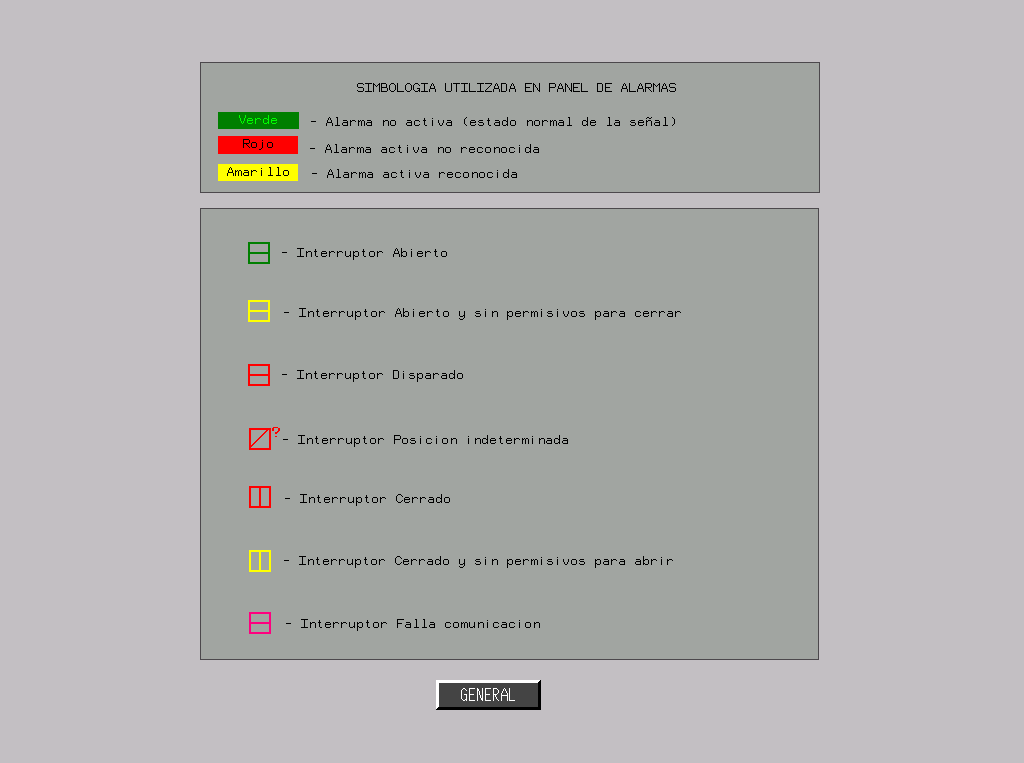 SIMBOLOGIA UTILIZADA EN PANEL DE ALARMAS
Verde - Alarma no activa (estado normal de la señal)
Rojo - Alarma activa no reconocida
Amarillo - Alarma activa reconocida
- Interruptor Abierto
- Interruptor Abierto y sin permisivos para cerrar
- Interruptor Disparado
? - Interruptor Posicion indeterminada
- Interruptor Cerrado
- Interruptor Cerrado y sin permisivos para abrir
- Interruptor Falla comunicacion
GENERAL